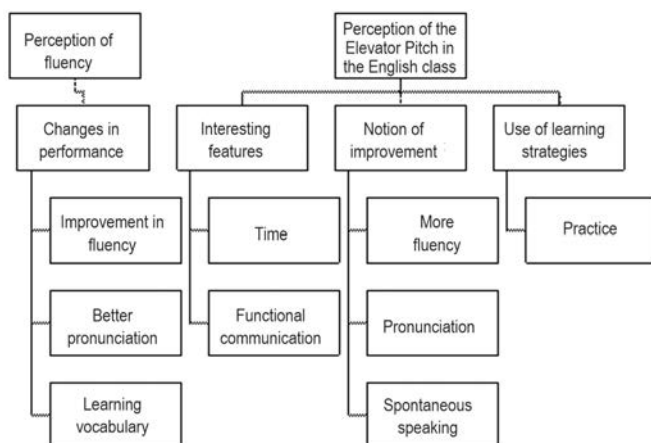 Perception of
fluency
Perception of the
Elevator Pitch in
the English class
Changes in
performance
Interesting
features
Notion of
improvement
Use of learning
strategies
Improvement in
fluency
Time
More
fluency
Practice
Better
pronunciation
Functional
communication
Pronunciation
Learning
vocabulary
Spontaneous
speaking